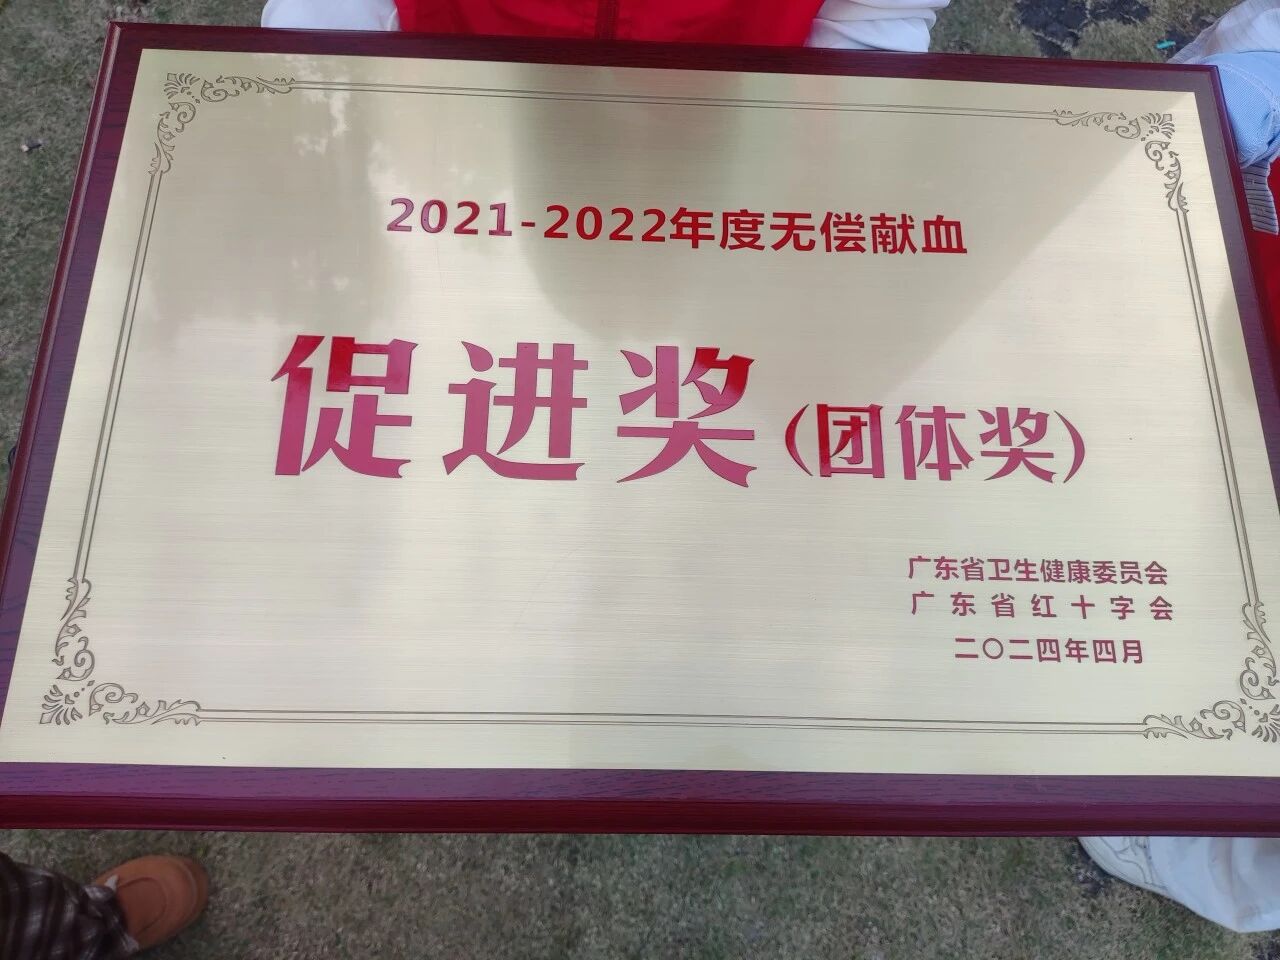 2021-2022年度无偿献血
促进奖(团体奖)
广东省卫生健康委员会
广东省红十字会
二〇二四年四月